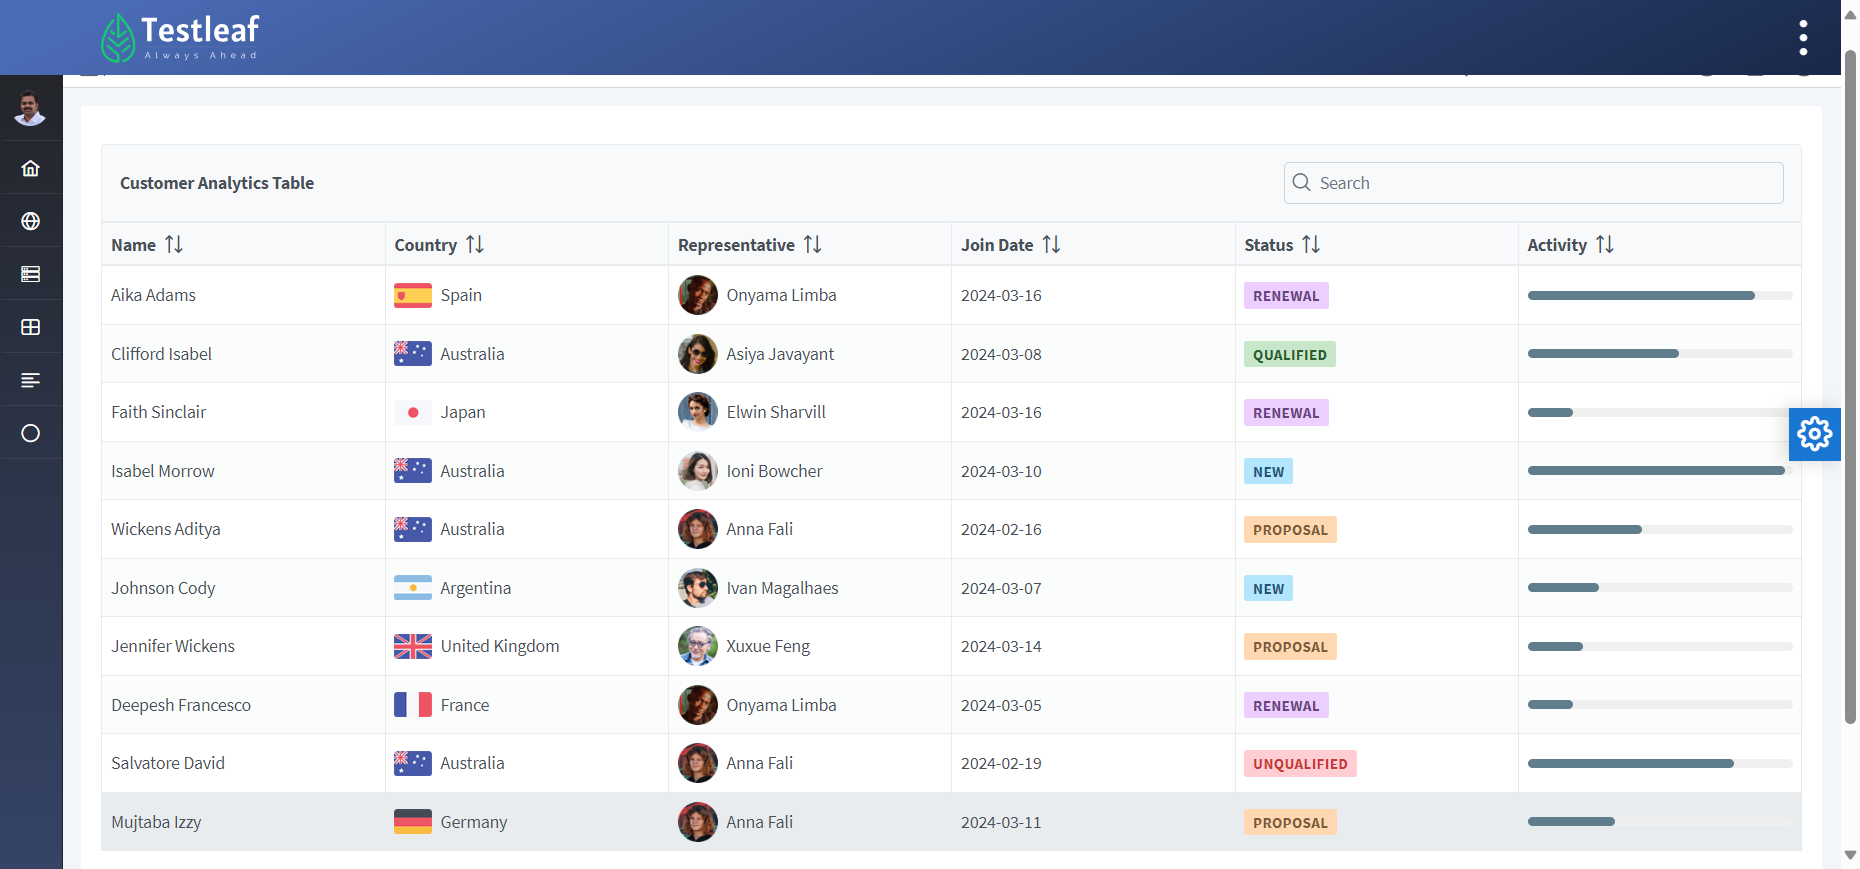 Testleaf
Always Ahead
Customer Analytics Table
Search
Name Country Representative Join Date Status Activity
Aika Adams Spain Onyama Limba 2024-03-16 RENEWAL
Clifford Isabel Australia Asiya Javayant 2024-03-08 QUALIFIED
Faith Sinclair Japan Elwin Sharvill 2024-03-16 RENEWAL
Isabel Morrow Australia Ioni Bowcher 2024-03-10 NEW
Wickens Aditya Australia Anna Fali 2024-02-16 PROPOSAL
Johnson Cody Argentina Ivan Magalhaes 2024-03-07 NEW
Jennifer Wickens United Kingdom Xuxue Feng 2024-03-14 PROPOSAL
Deepesh Francesco France Onyama Limba 2024-03-05 RENEWAL
Salvatore David Australia Anna Fali 2024-02-19 UNQUALIFIED
Mujtaba Izzy Germany Anna Fali 2024-03-11 PROPOSAL